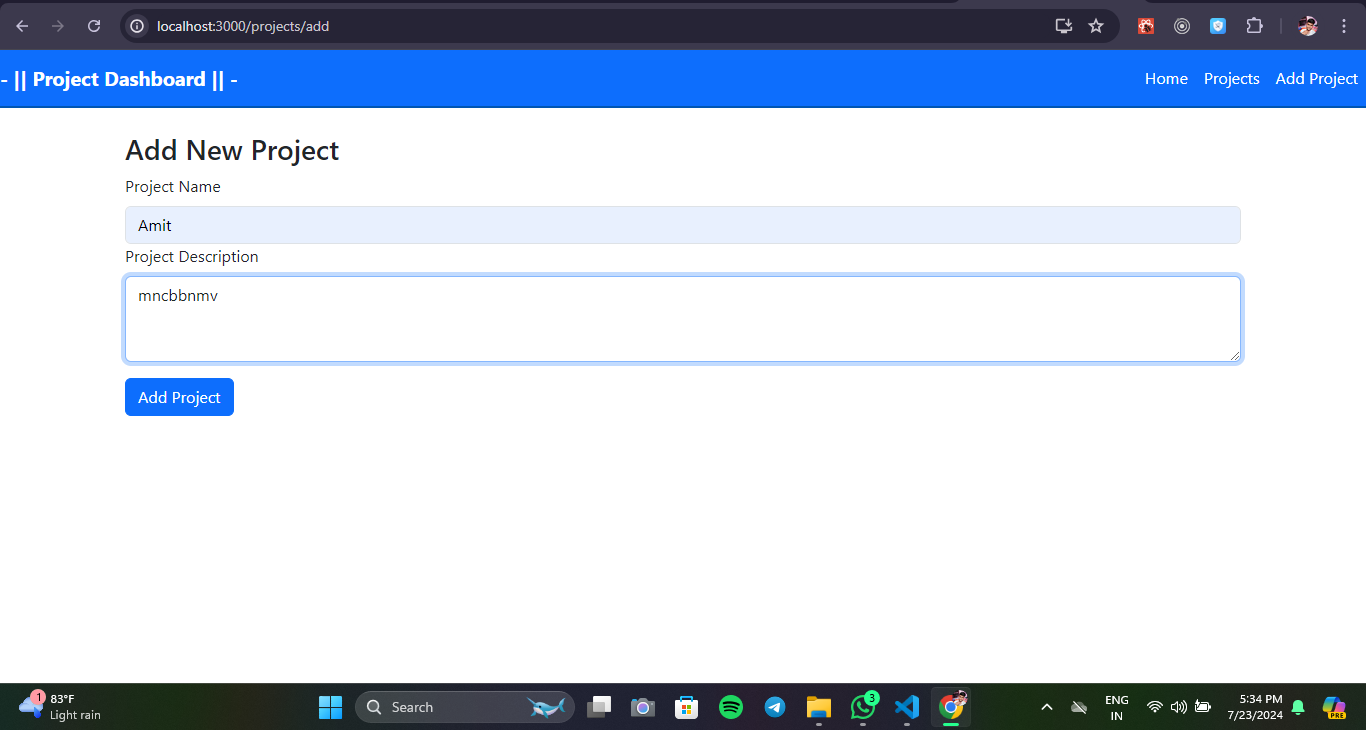 localhost:3000/projects/add
- || Project Dashboard || -
Home Projects Add Project
Add New Project
Project Name
Amit
Project Description
mncbbnmv
Add Project
1
83°F
Light rain
Search
3
ENG
IN
5:34 PM
7/23/2024
PRE